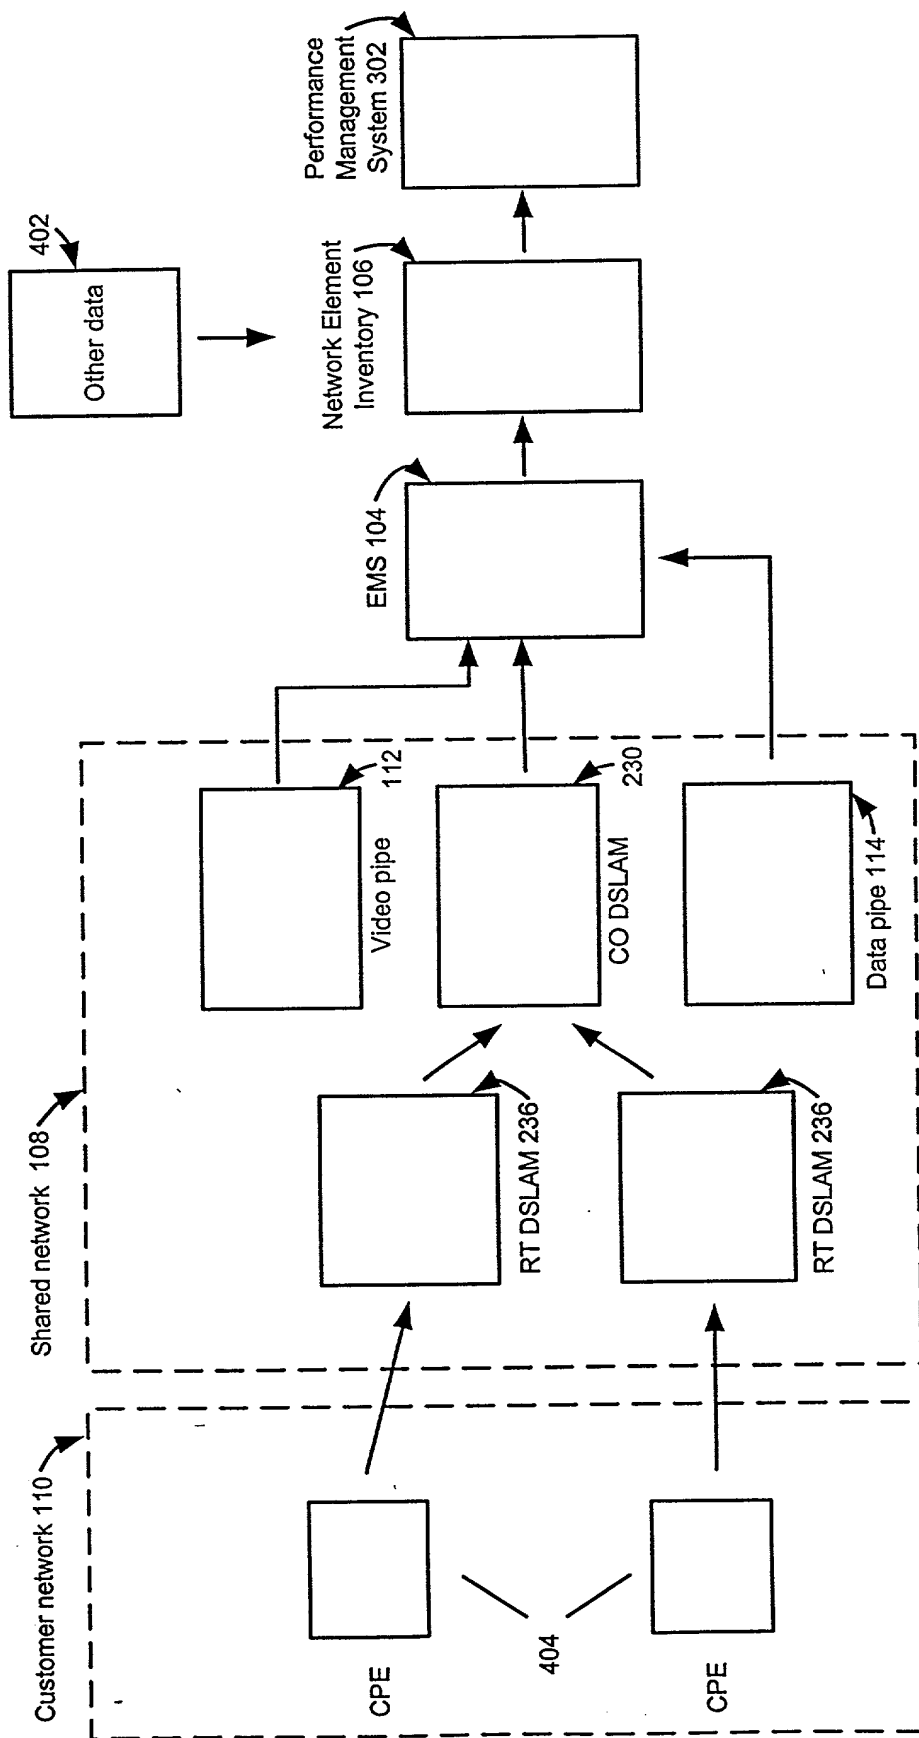 Customer network 110
Shared network 108
CPE
CPE
404
RT DSLAM 236
RT DSLAM 236
Video pipe
112
CO DSLAM
230
Data pipe 114
EMS 104
Other data
402
Network Element
Inventory 106
Performance
Management
System 302